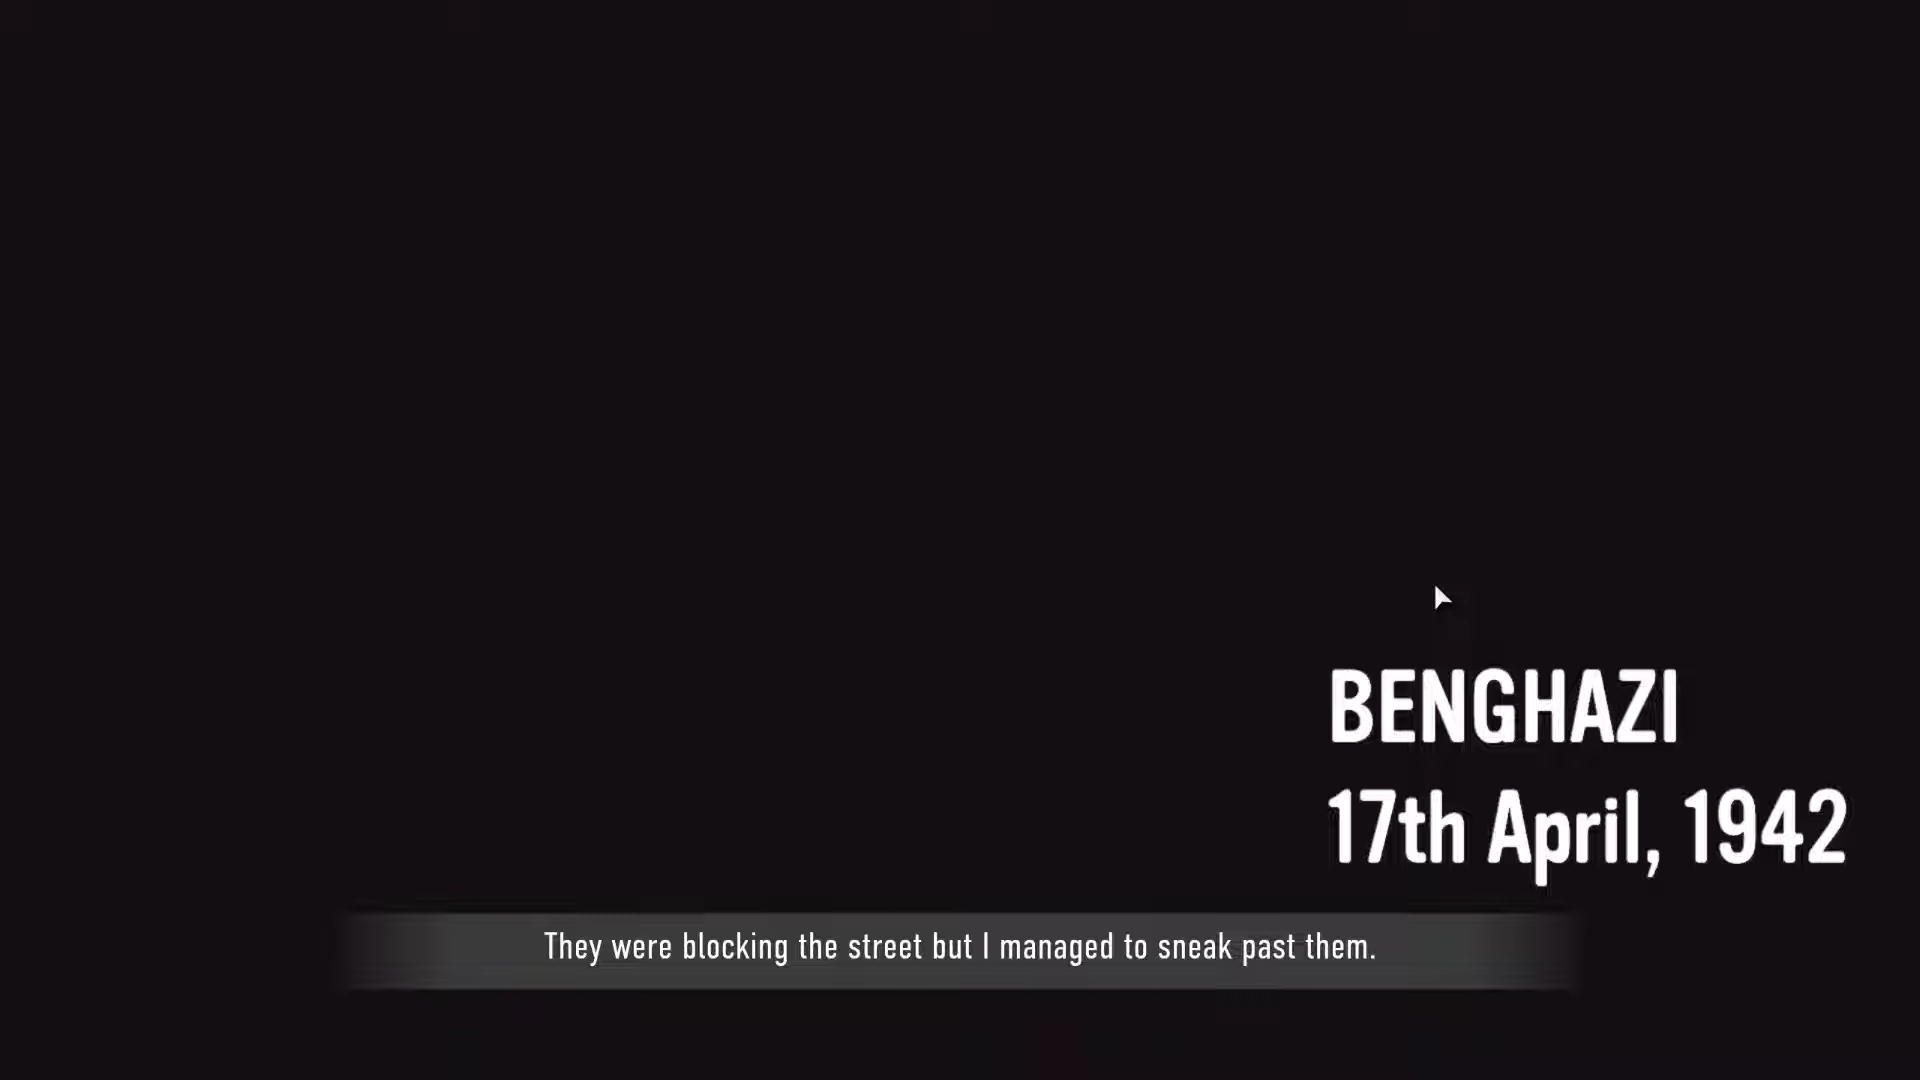 BENGHAZI
17th April, 1942
They were blocking the street but I managed to sneak past them.